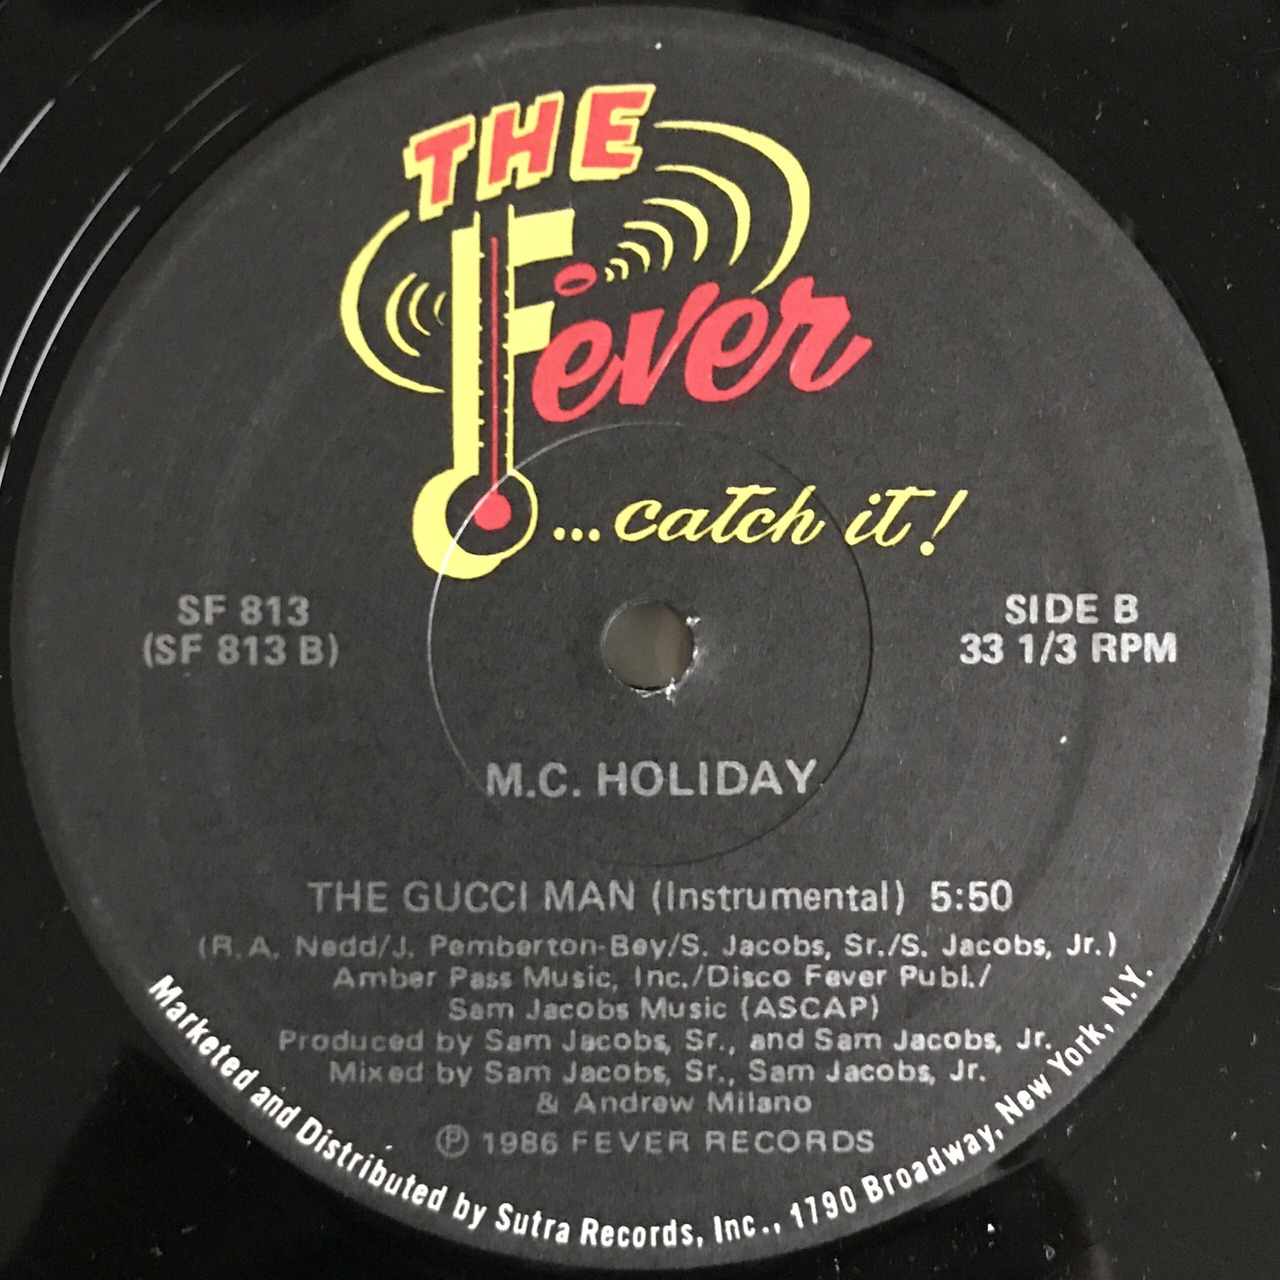 THE
Fever
...catch it!
SF 813
(SF 813 B)
SIDE B
33 1/3 RPM
M.C. HOLIDAY
THE GUCCI MAN (Instrumental) 5:50
(R.A. Nedd/J. Pemberton-Bey/S. Jacobs, Sr./S. Jacobs, Jr.)
Amber Pass Music, Inc./Disco Fever Publ./
Sam Jacobs Music (ASCAP)
Produced by Sam Jacobs, Sr., and Sam Jacobs, Jr.
Mixed by Sam Jacobs, Sr., Sam Jacobs, Jr.
& Andrew Milano
Ⓟ 1986 FEVER RECORDS
Marketed and Distributed by Sutra Records, Inc., 1790 Broadway, New York, N.Y.